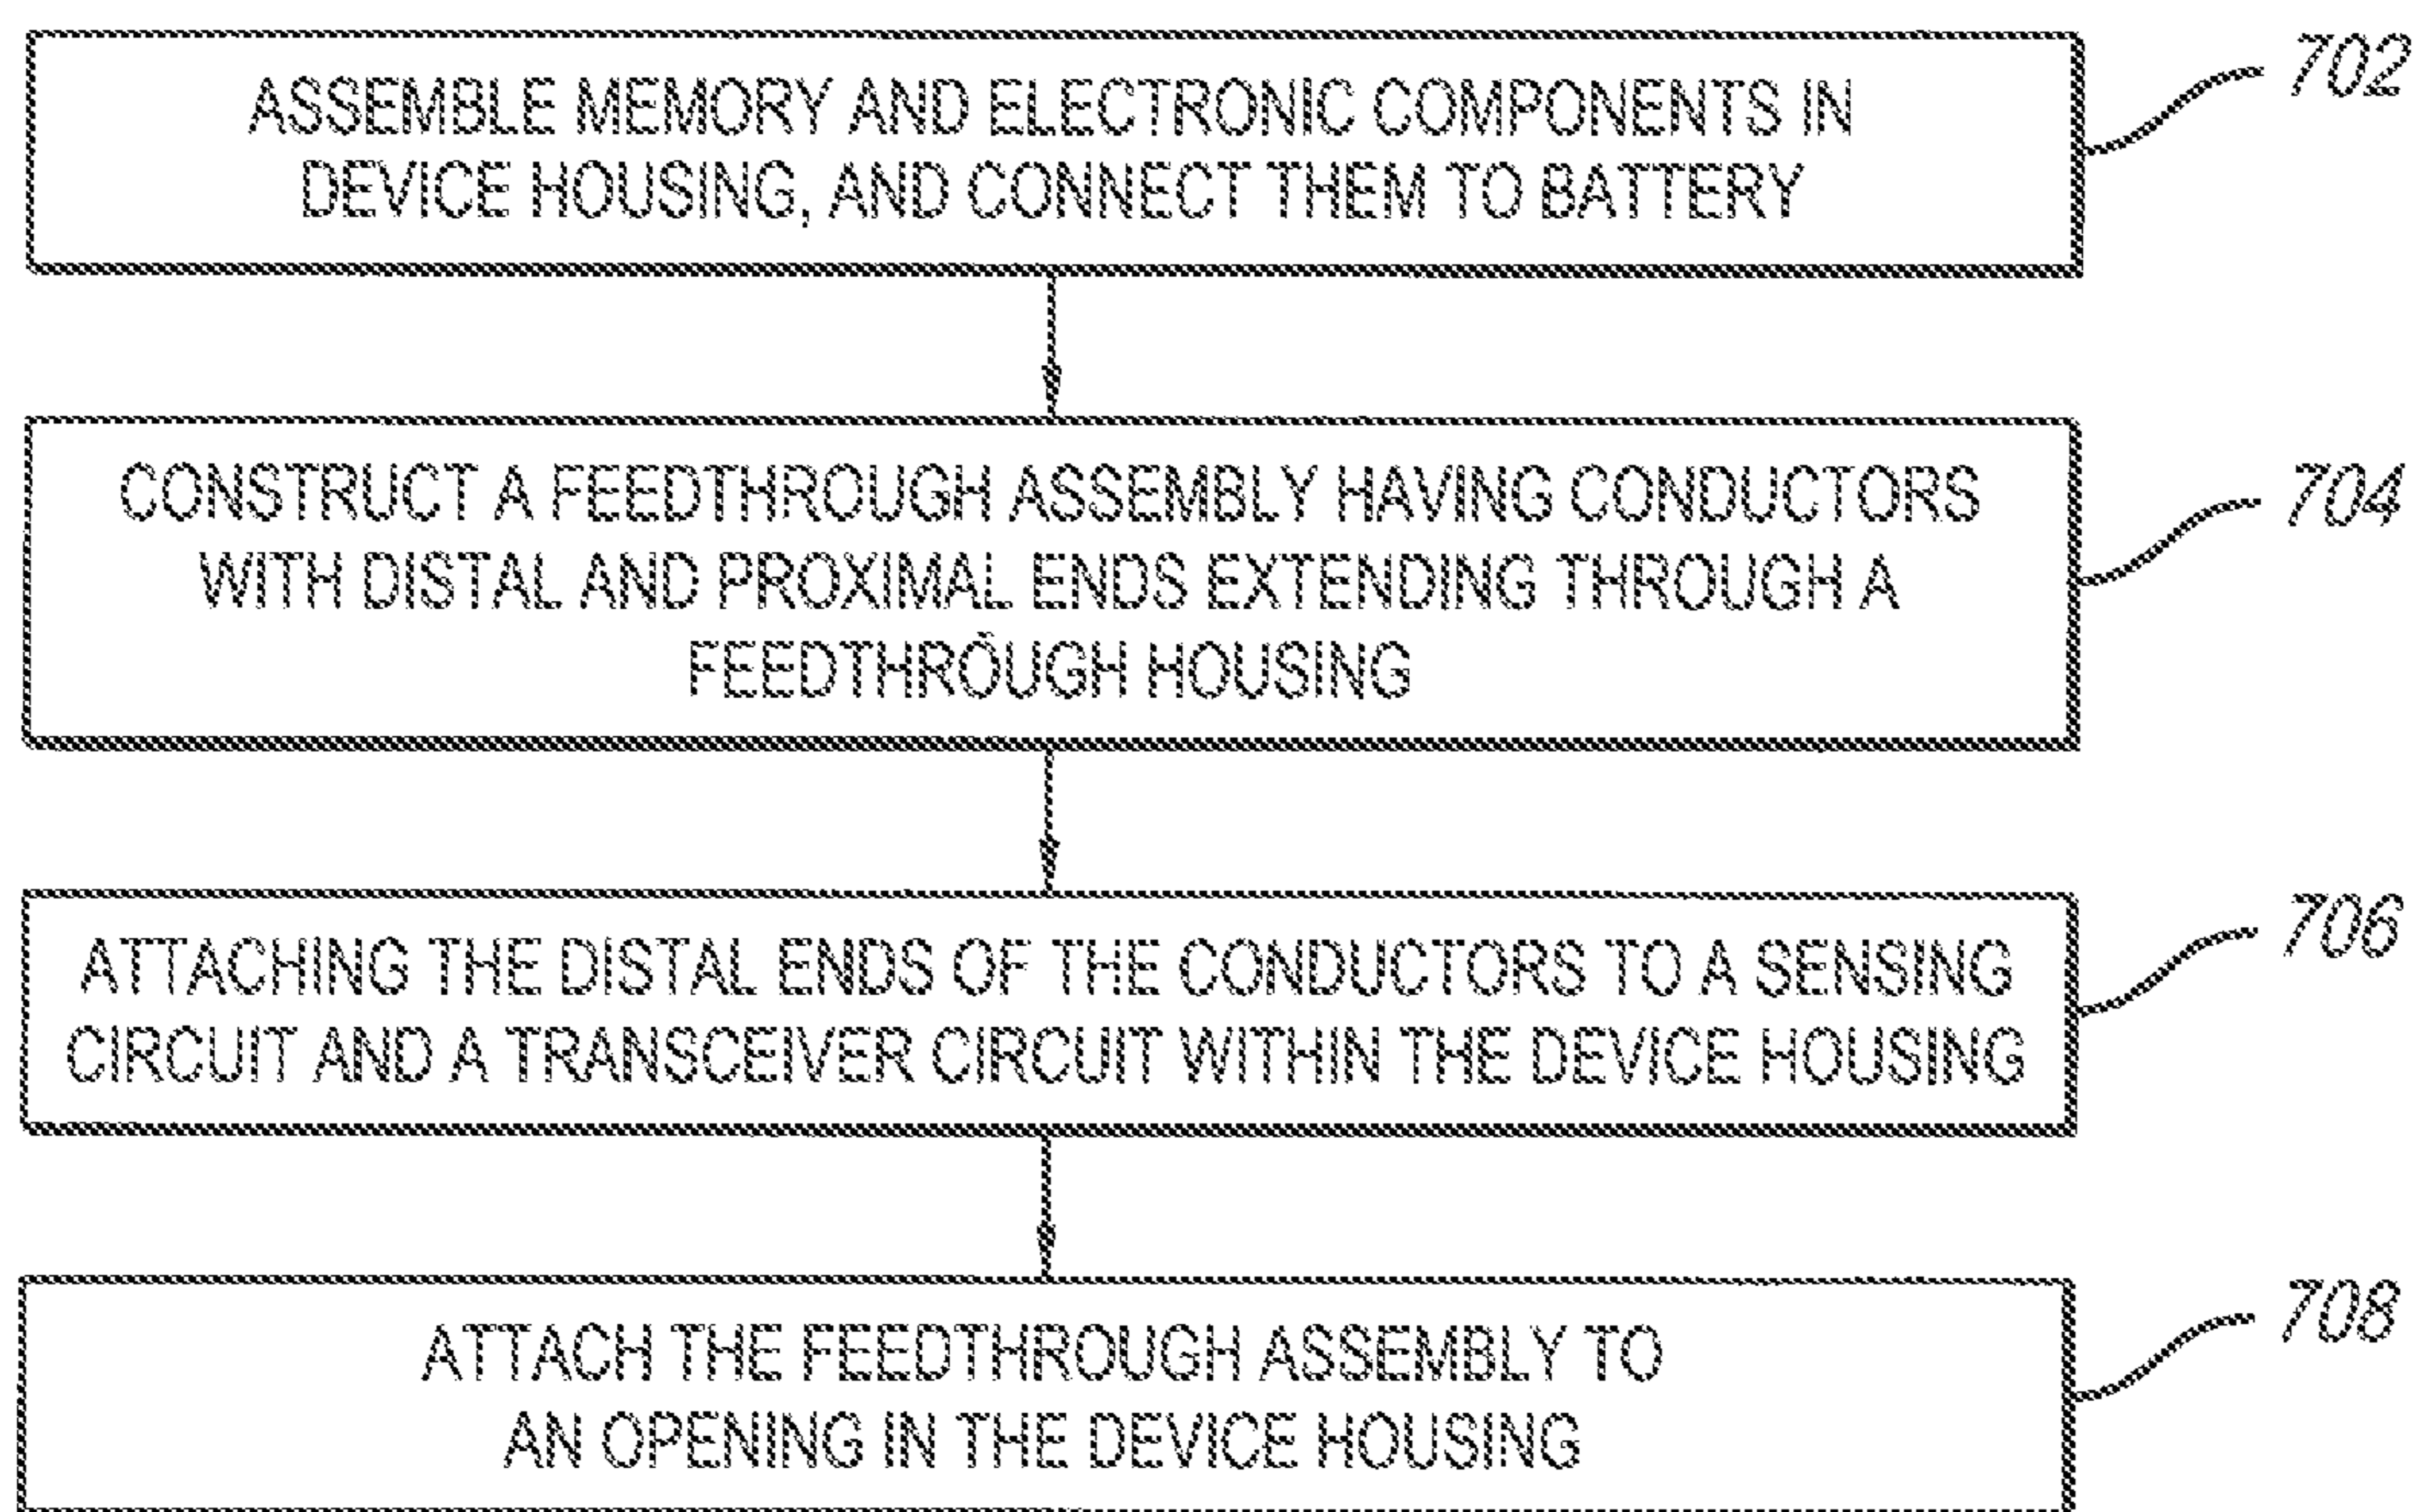 ASSEMBLE MEMORY AND ELECTRONIC COMPONENTS IN
DEVICE HOUSING, AND CONNECT THEM TO BATTERY
702
CONSTRUCT A FEEDTHROUGH ASSEMBLY HAVING CONDUCTORS
WITH DISTAL AND PROXIMAL ENDS EXTENDING THROUGH A
FEEDTHROUGH HOUSING
704
ATTACHING THE DISTAL ENDS OF THE CONDUCTORS TO A SENSING
CIRCUIT AND A TRANSCEIVER CIRCUIT WITHIN THE DEVICE HOUSING
706
ATTACH THE FEEDTHROUGH ASSEMBLY TO
AN OPENING IN THE DEVICE HOUSING
708